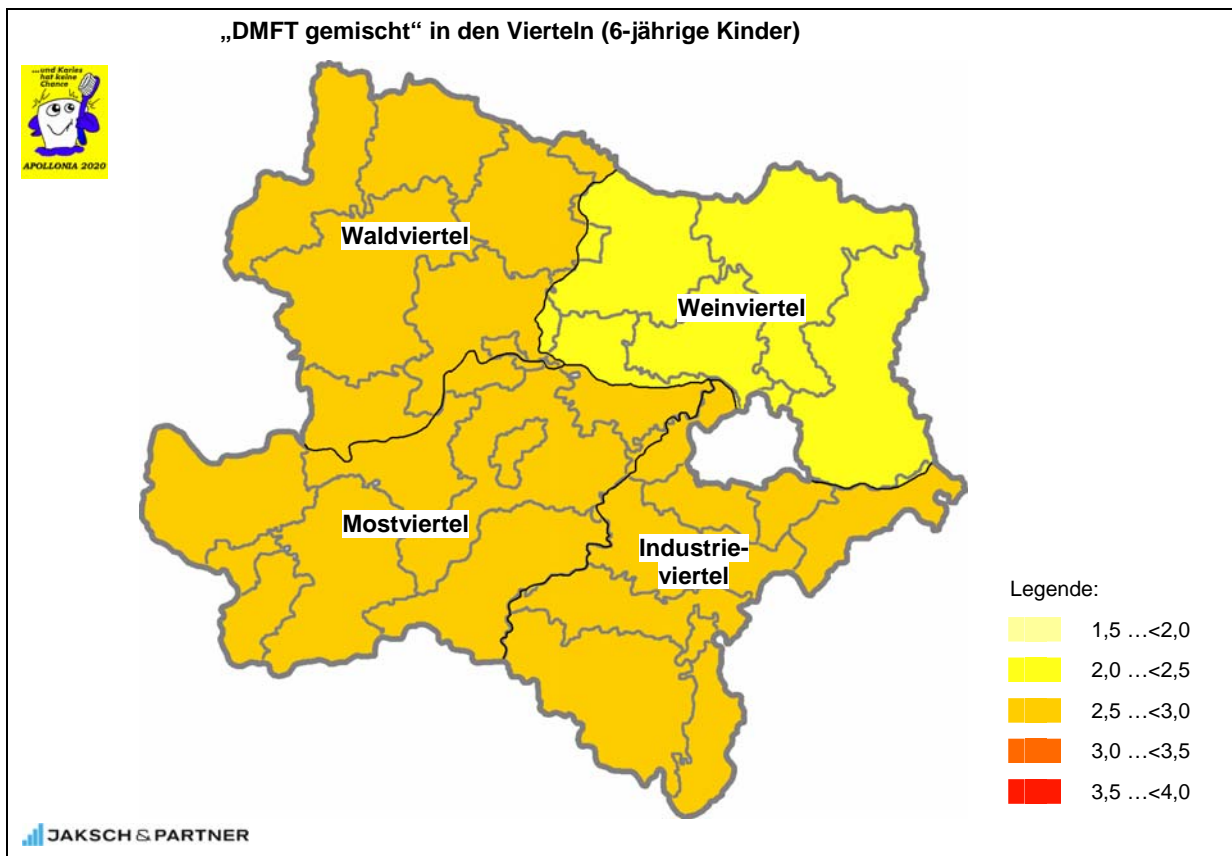 „DMFT gemischt“ in den Vierteln (6-jährige Kinder)
...und Karies
hat keine
Chance
APOLLONIA 2020
Waldviertel
Weinviertel
Mostviertel
Industrie-
viertel
Legende:
1,5 …<2,0
2,0 …<2,5
2,5 …<3,0
3,0 …<3,5
3,5 …<4,0
JAKSCH & PARTNER